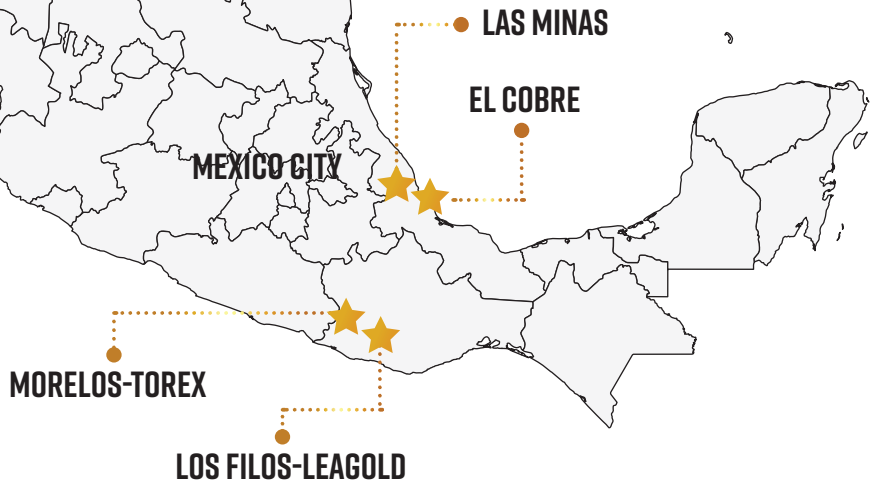 LAS MINAS
EL COBRE
MEXICO CITY
MORELOS-TOREX
LOS FILOS-LEAGOLD